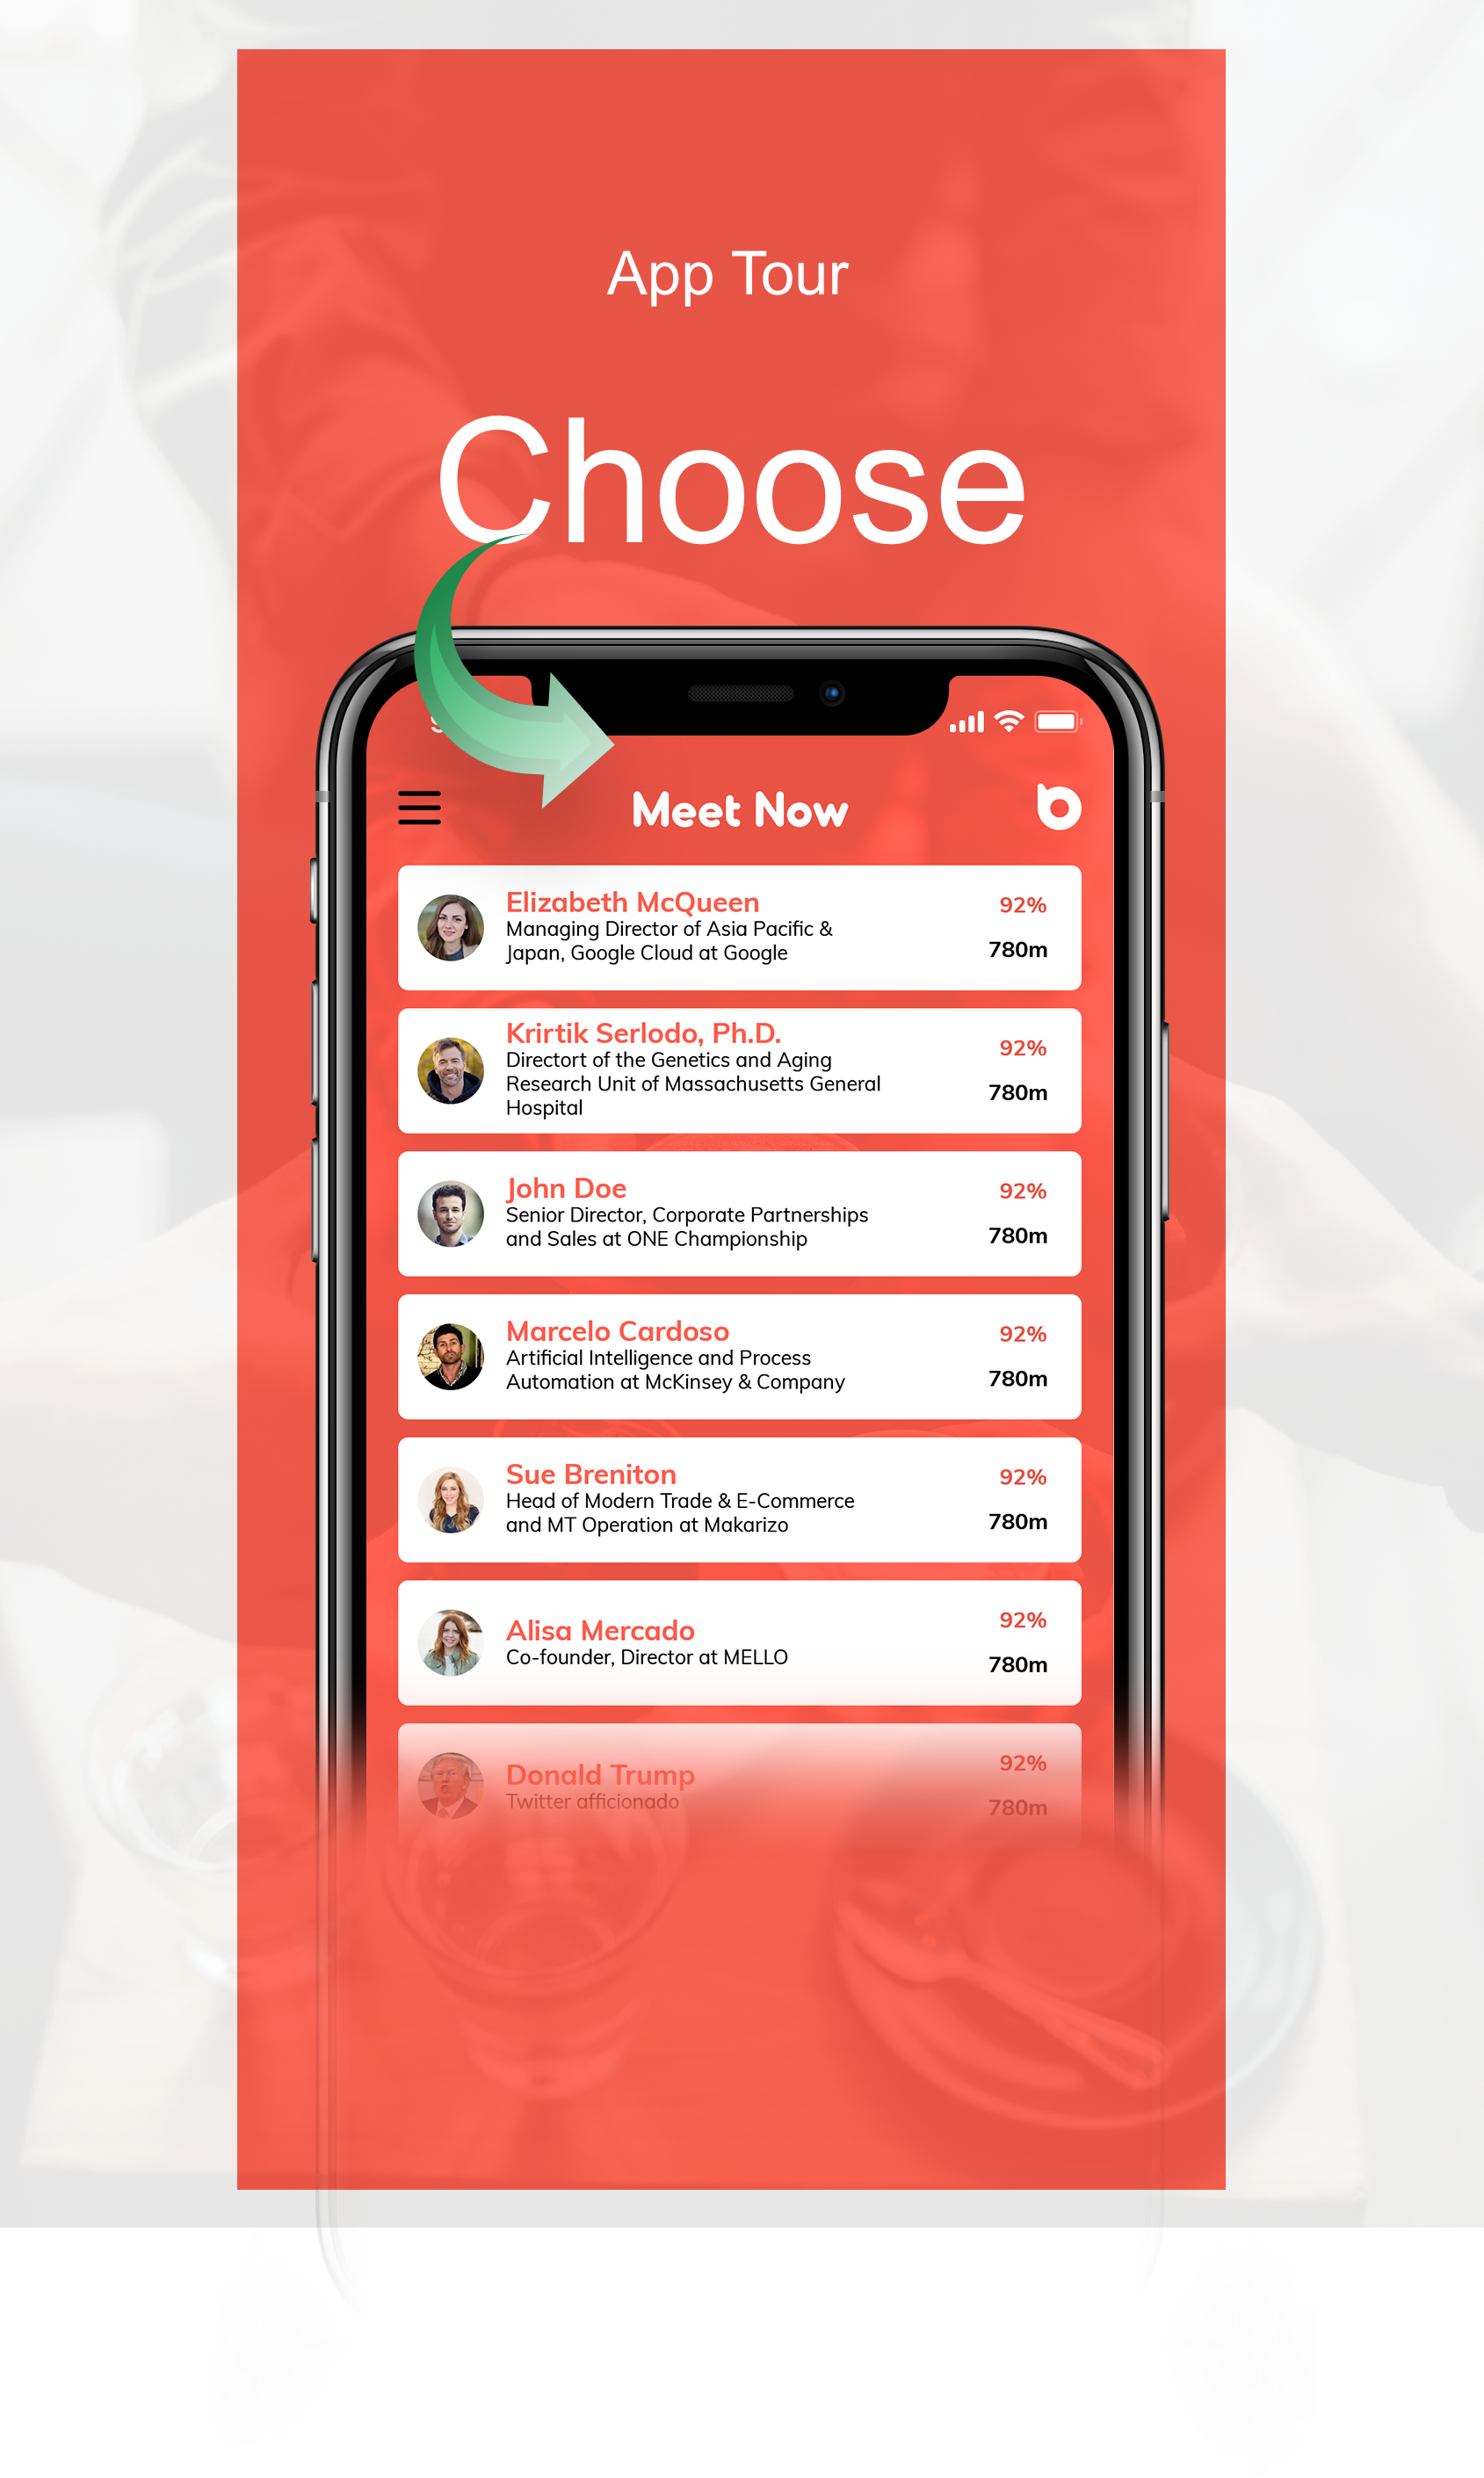 App Tour
Choose
Meet Now
Elizabeth McQueen
Managing Director of Asia Pacific &
Japan, Google Cloud at Google
92%
780m
Krirtik Serlodo, Ph.D.
Directort of the Genetics and Aging
Research Unit of Massachusetts General
Hospital
92%
780m
John Doe
Senior Director, Corporate Partnerships
and Sales at ONE Championship
92%
780m
Marcelo Cardoso
Artificial Intelligence and Process
Automation at McKinsey & Company
92%
780m
Sue Breniton
Head of Modern Trade & E-Commerce
and MT Operation at Makarizo
92%
780m
Alisa Mercado
Co-founder, Director at MELLO
92%
780m
Donald Trump
Twitter afficionado
92%
780m